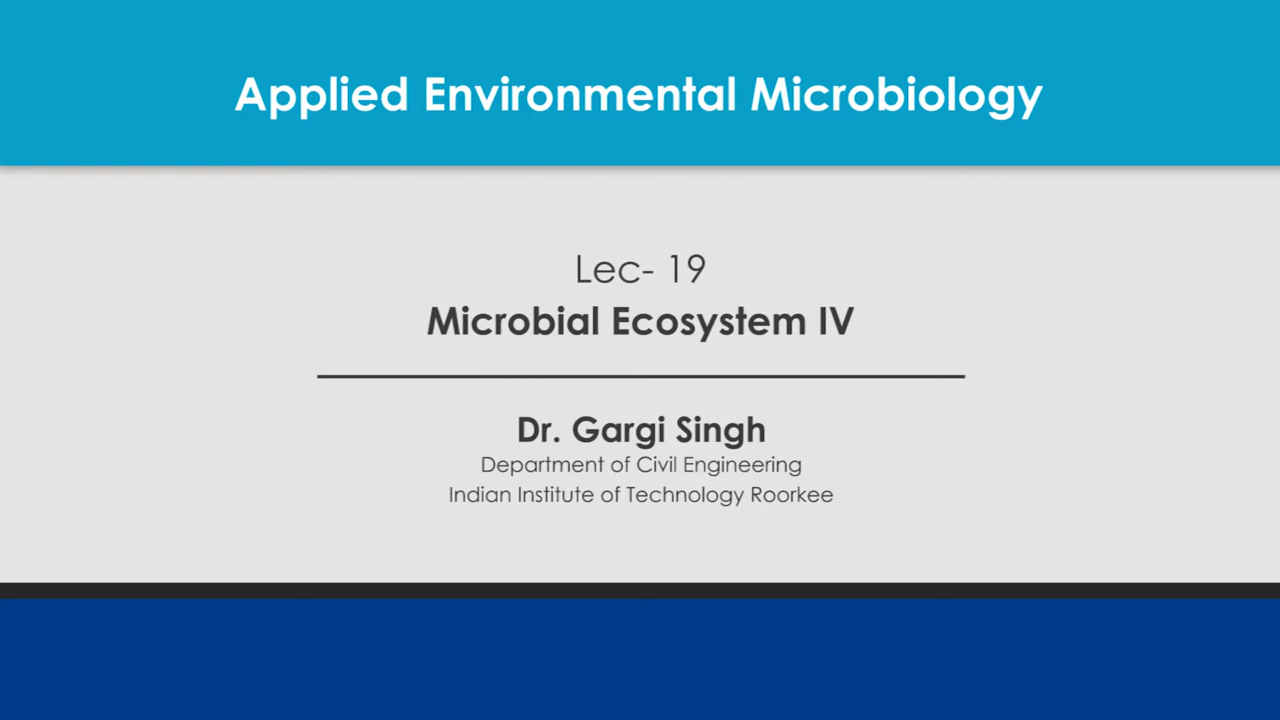 Applied Environmental Microbiology
Lec- 19
Microbial Ecosystem IV
Dr. Gargi Singh
Department of Civil Engineering
Indian Institute of Technology Roorkee